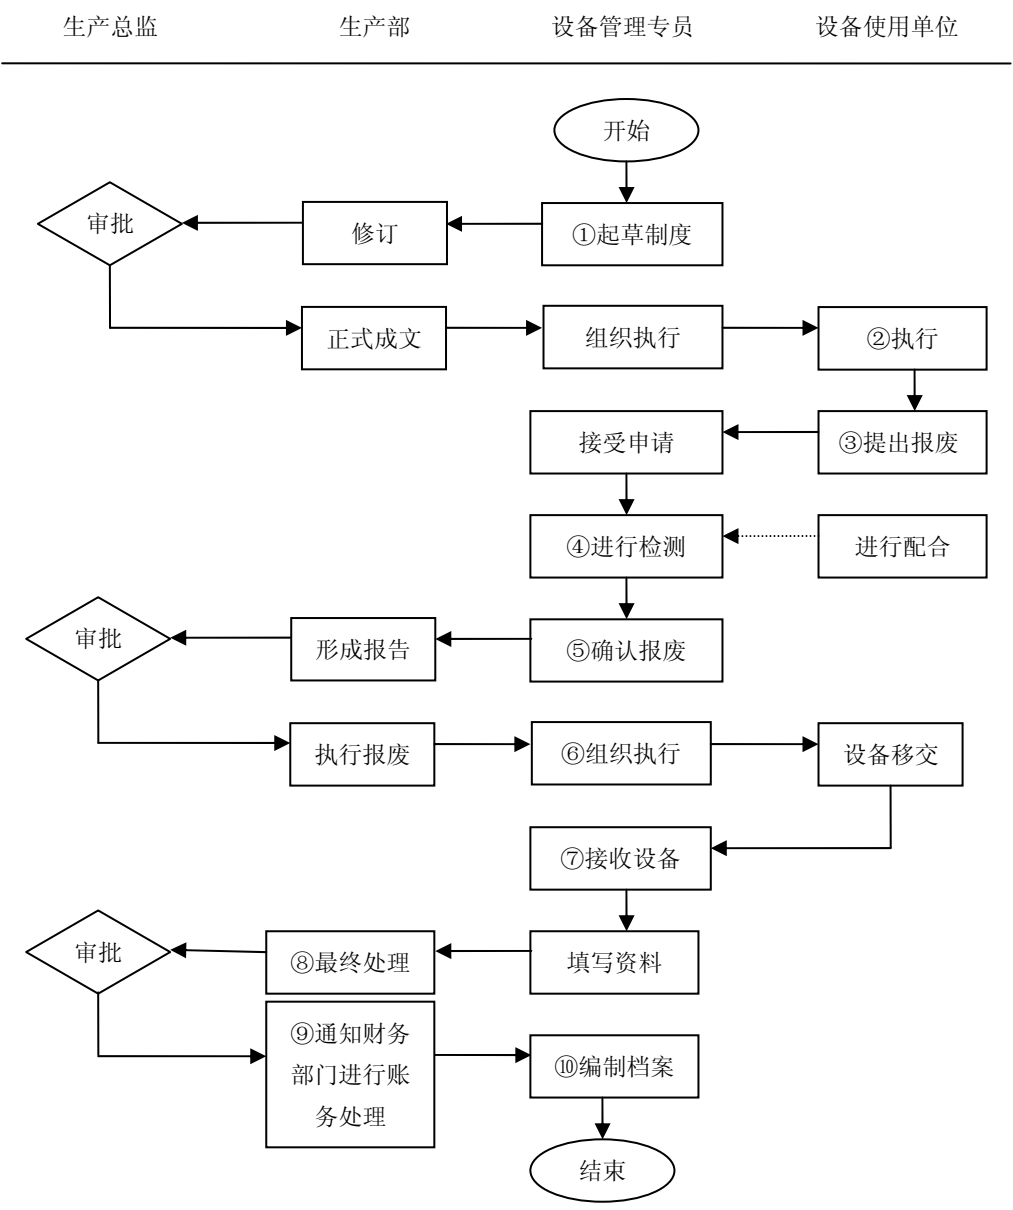 生产总监 生产部 设备管理专员 设备使用单位
开始
审批 修订 ①起草制度
正式成文 组织执行 ②执行
接受申请 ③提出报废
④进行检测 进行配合
审批 形成报告 ⑤确认报废
执行报废 ⑥组织执行 设备移交
⑦接收设备
审批 ⑧最终处理 填写资料
⑨通知财务
部门进行账
务处理
⑩编制档案
结束